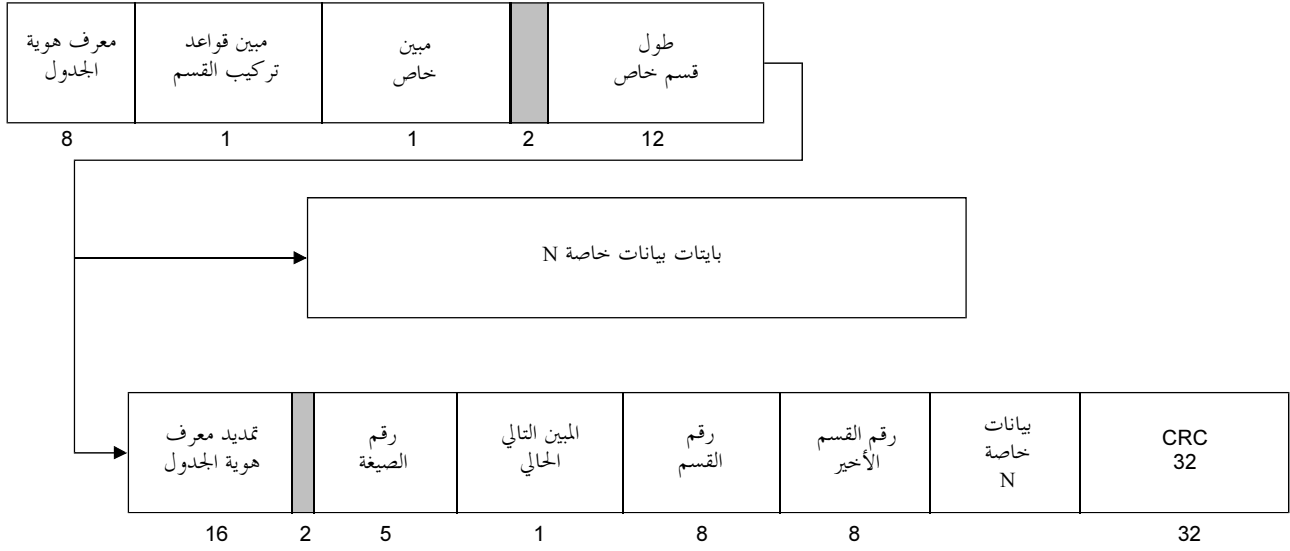 معرف هوية
الجدول
مبين قواعد
تركيب القسم
مبين
خاص
طول
قسم خاص
8
1
1
2
12
بايتات بيانات خاصة N
تمديد معرف
هوية الجدول
رقم
الصيغة
المبين التالي
الحالي
رقم
القسم
رقم القسم
الأخير
بيانات
خاصة
N
CRC
32
16
2
5
1
8
8
32